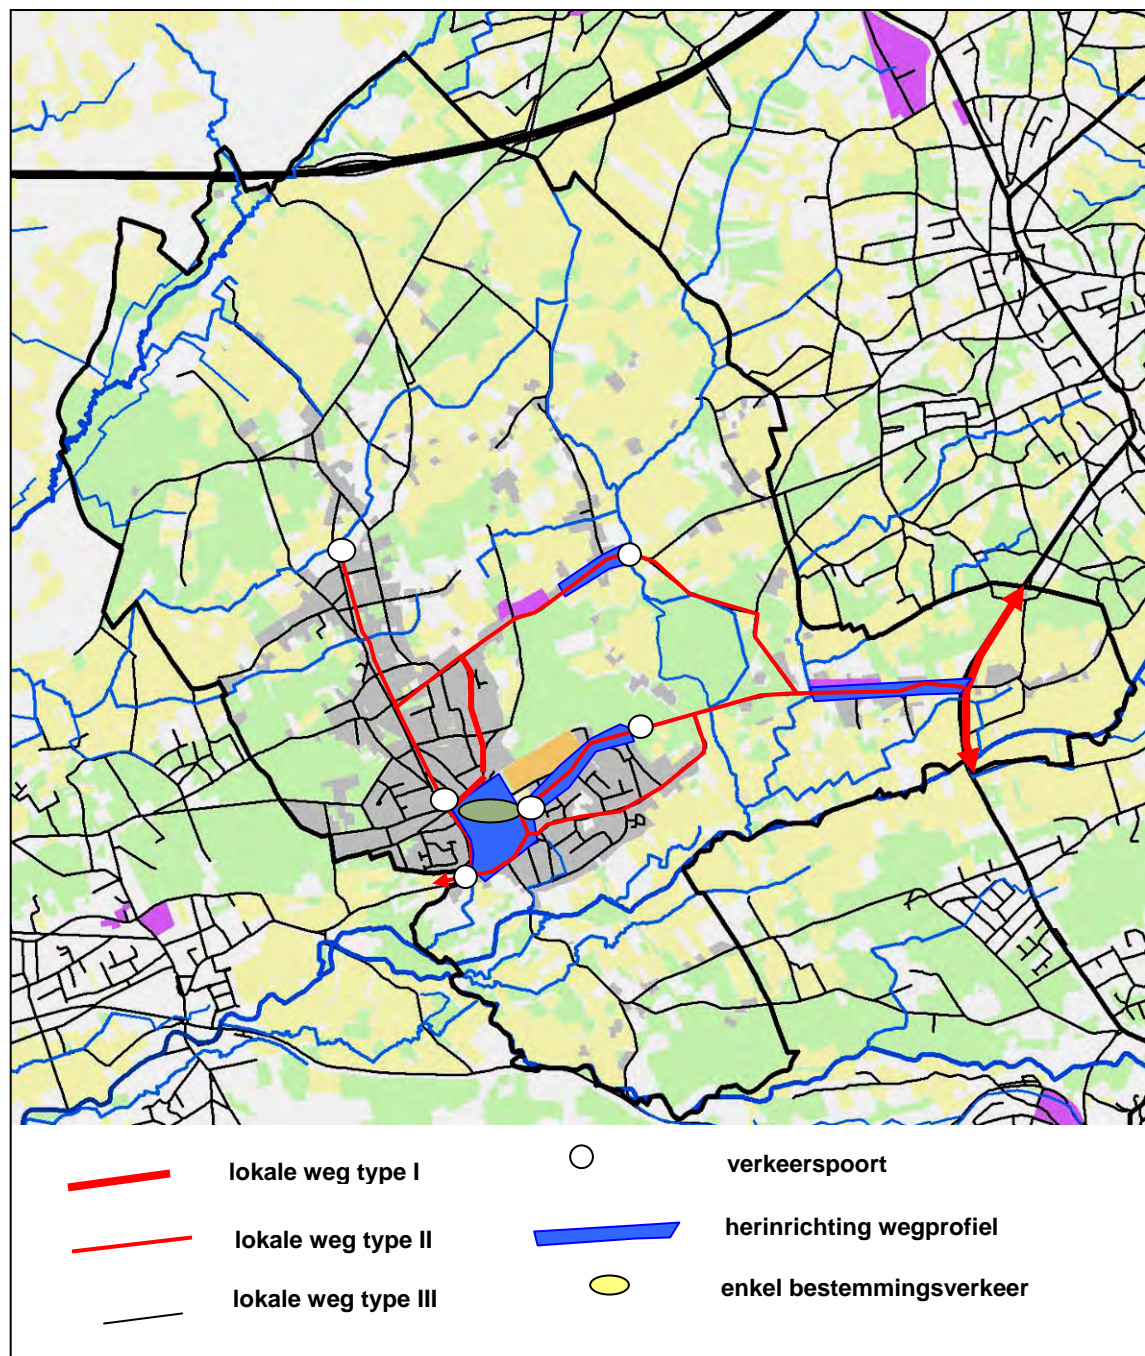 lokale weg type I
verkeerspoort
lokale weg type II
herinrichting wegprofiel
lokale weg type III
enkel bestemmingsverkeer